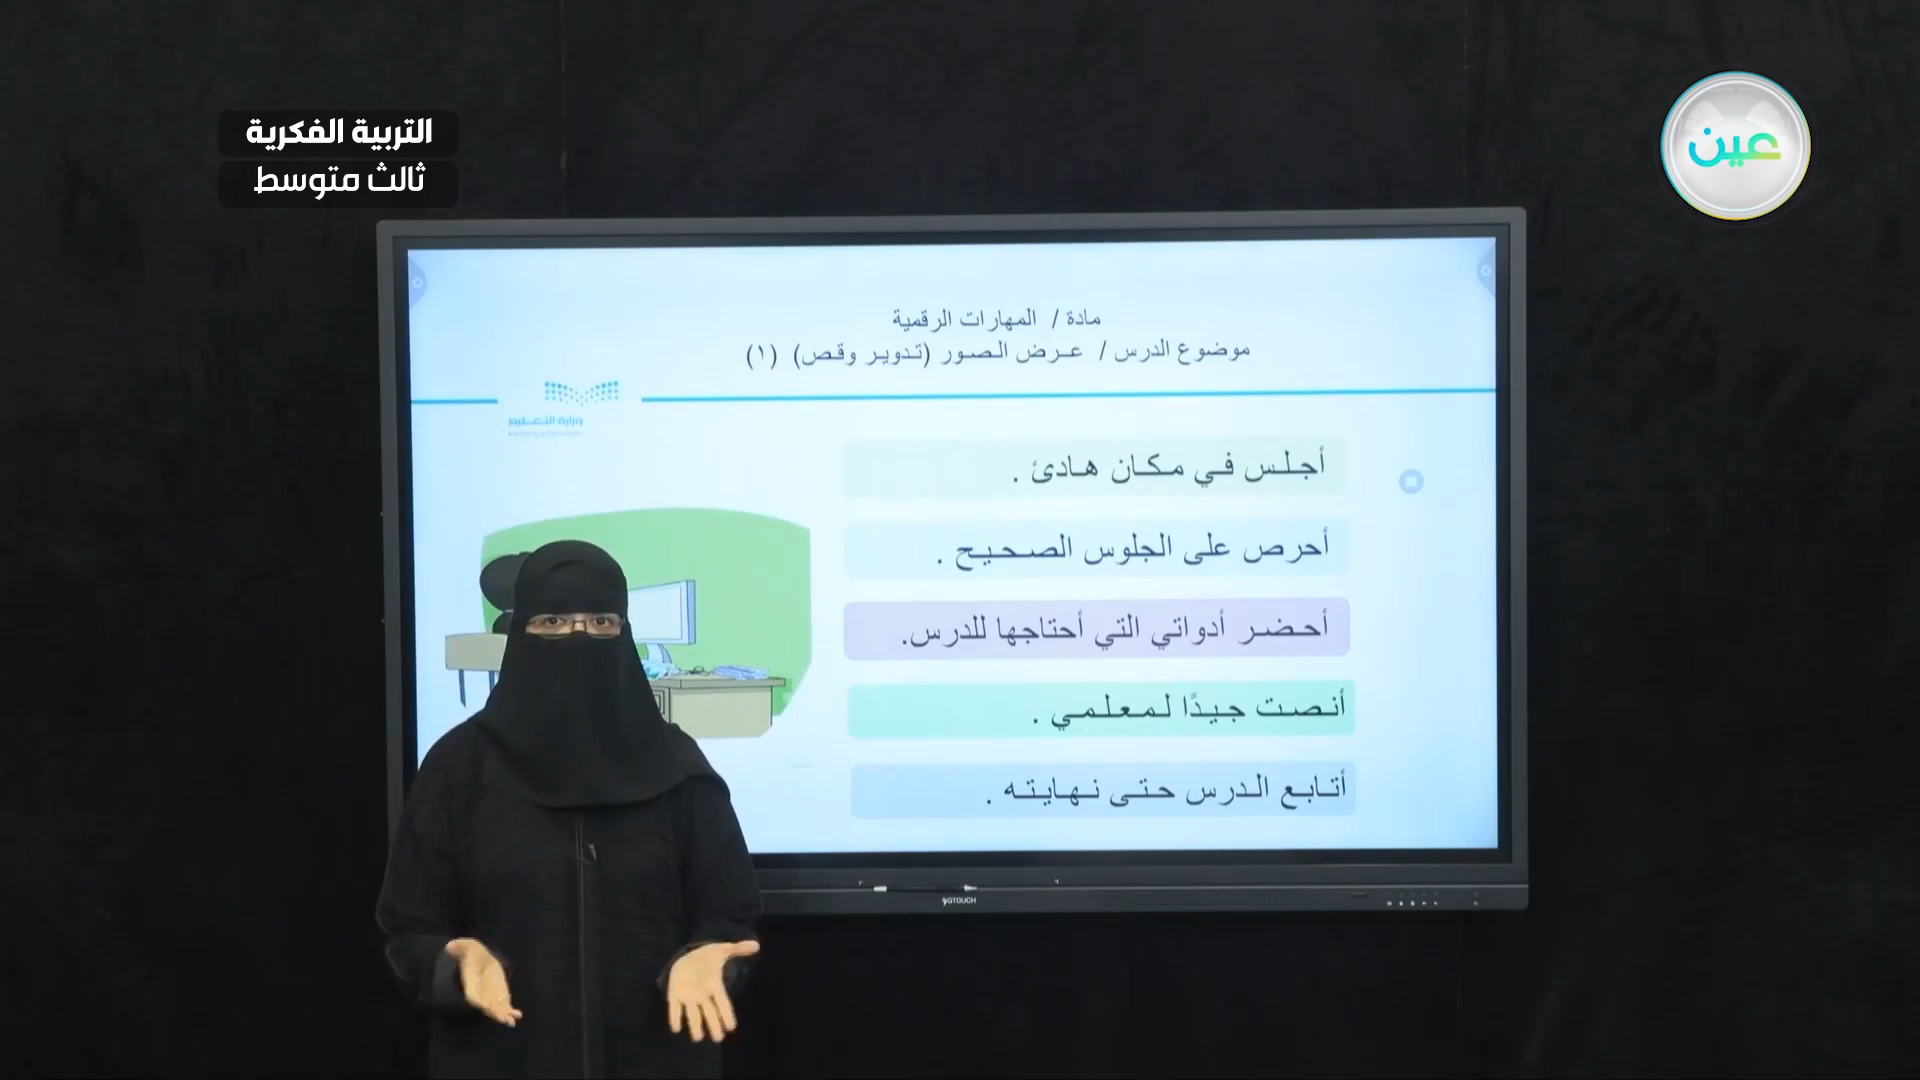 التربية الفكرية
ثالث متوسط
عين
مادة / المهارات الرقمية
موضوع الدرس / عرض الصور (تدوير وقص) (١)
وزارة التعليم
أجلس في مكان هادئ .
أحرص على الجلوس الصحيح .
أحضر أدواتي التي أحتاجها للدرس.
أنصت جيدًا لمعلمي .
أتابع الدرس حتى نهايته .